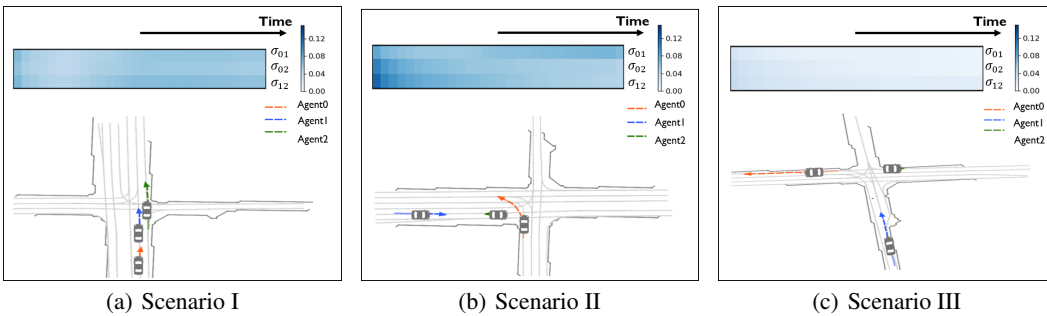 Time
0.12
0.08
0.04
0.00
σ01
σ02
σ12
Agent0
Agent1
Agent2
(a) Scenario I
Time
0.12
0.08
0.04
0.00
σ01
σ02
σ12
Agent0
Agent1
Agent2
(b) Scenario II
Time
0.12
0.08
0.04
0.00
σ01
σ02
σ12
Agent0
Agent1
Agent2
(c) Scenario III